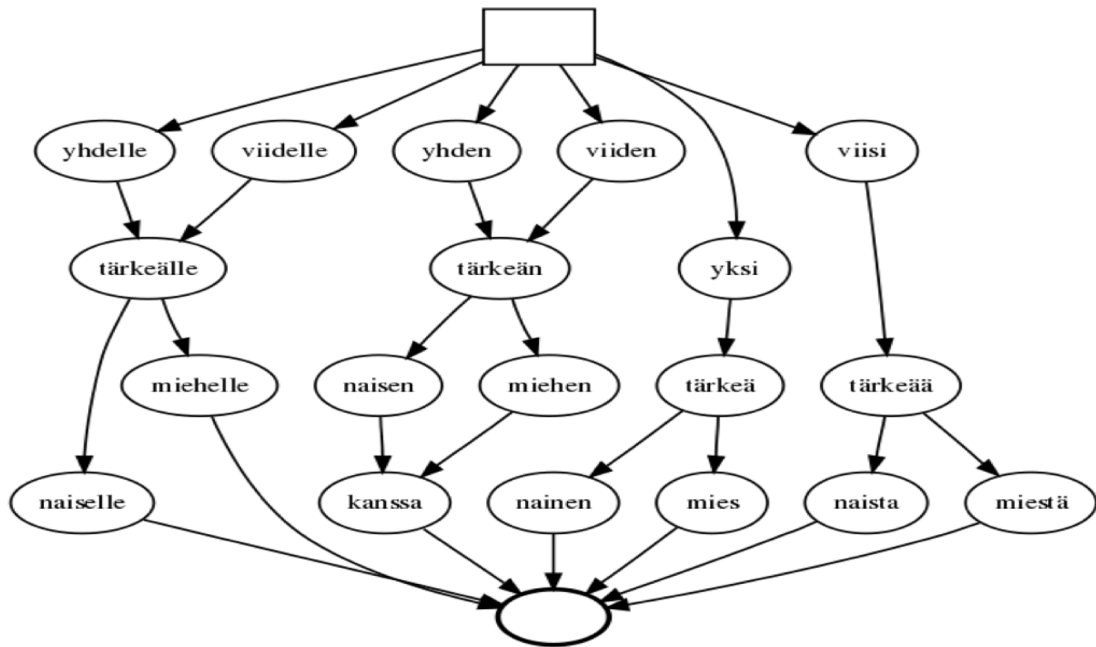 yhdelle viidelle yhden viiden viisi
tärkeälle tärkeän yksi
miehelle naisen miehen tärkeä tärkeää
naiselle kanssa nainen mies naista miestä